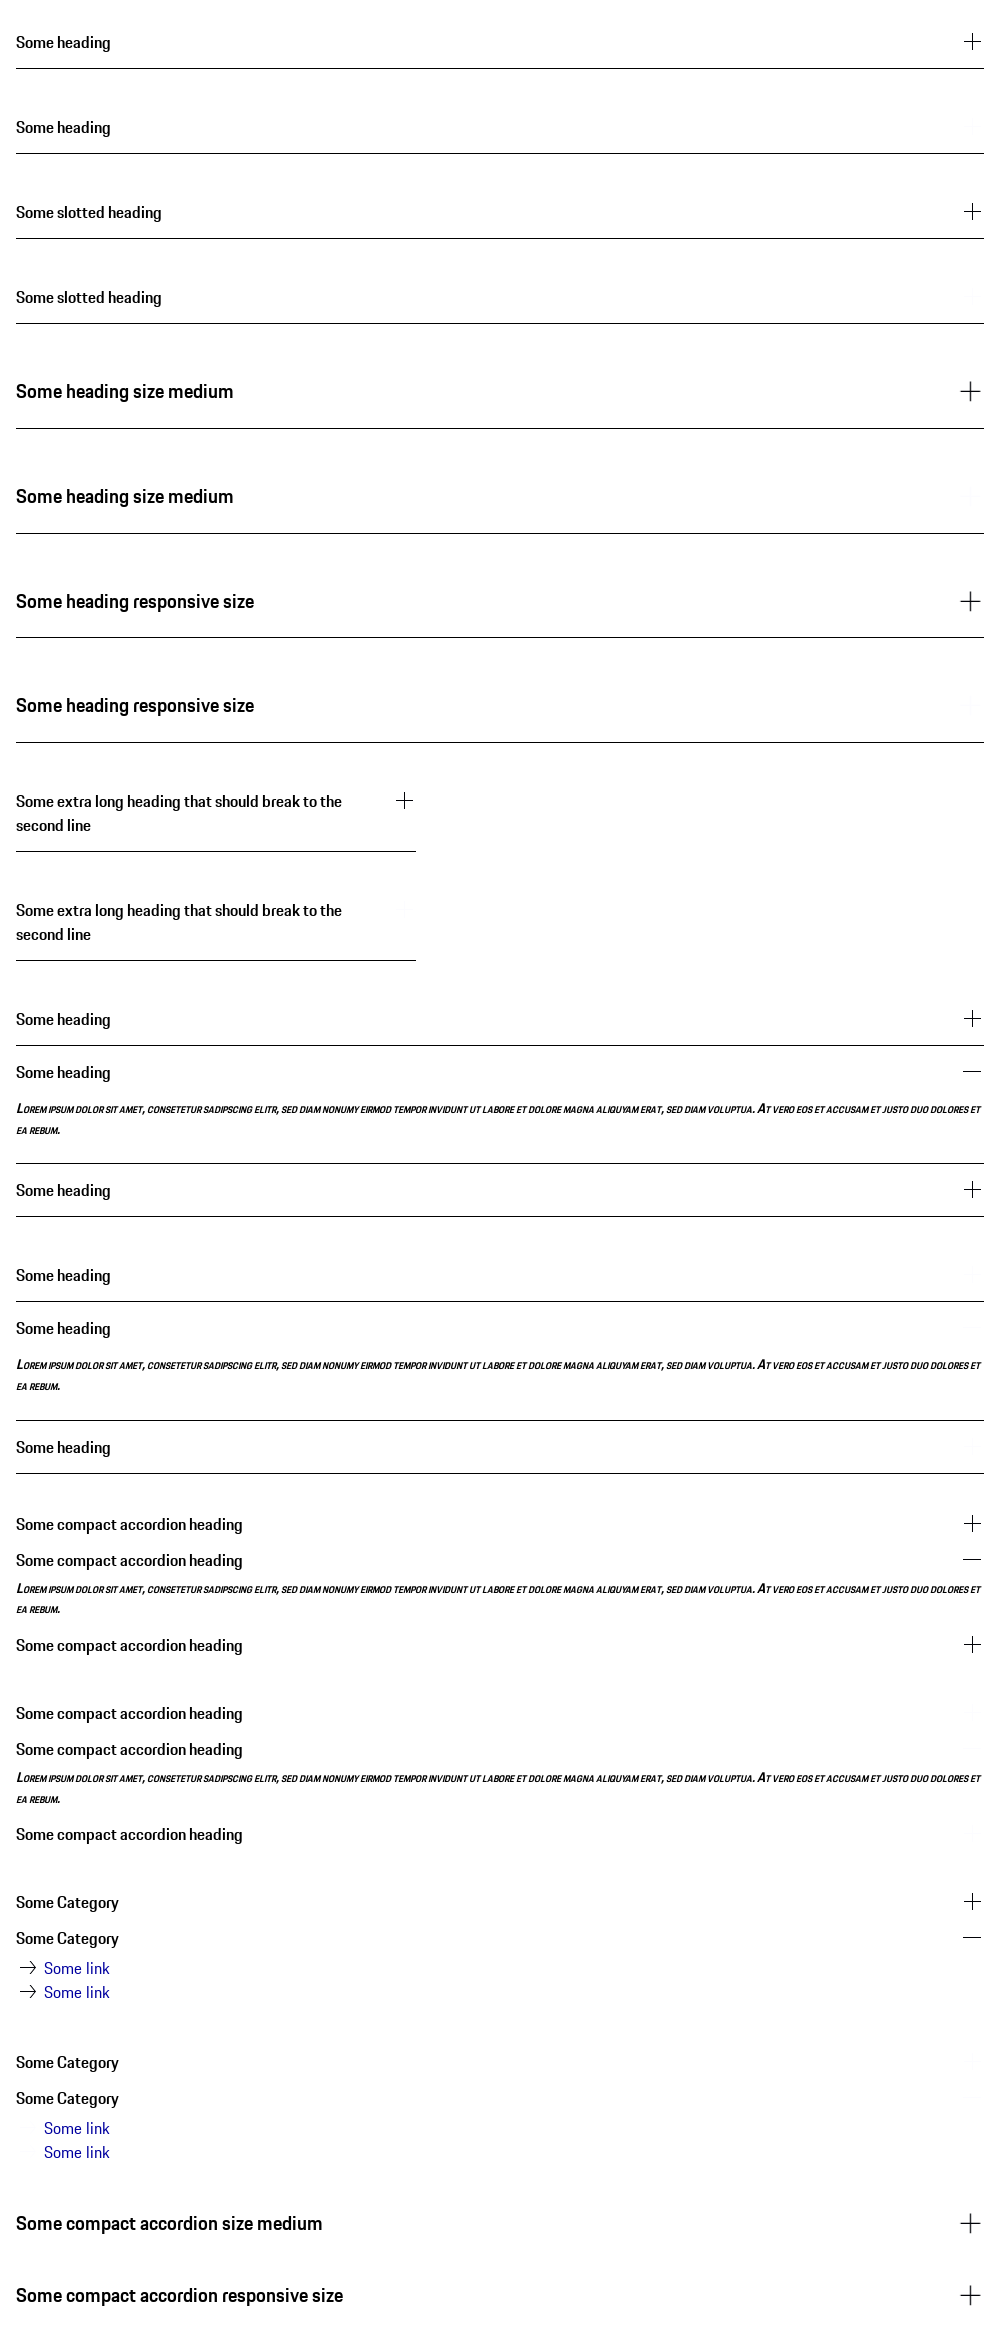 Some heading
Some heading
Some slotted heading
Some slotted heading
Some heading size medium
Some heading size medium
Some heading responsive size
Some heading responsive size
Some extra long heading that should break to the
second line
Some extra long heading that should break to the
second line
Some heading
Some heading
Lorem ipsum dolor sit amet, consetetur sadipscing elitr, sed diam nonumy eirmod tempor invidunt ut labore et dolore magna aliquyam erat, sed diam voluptua. At vero eos et accusam et justo duo dolores et
ea rebum.
Some heading
Some heading
Some heading
Lorem ipsum dolor sit amet, consetetur sadipscing elitr, sed diam nonumy eirmod tempor invidunt ut labore et dolore magna aliquyam erat, sed diam voluptua. At vero eos et accusam et justo duo dolores et
ea rebum.
Some heading
Some compact accordion heading
Some compact accordion heading
Lorem ipsum dolor sit amet, consetetur sadipscing elitr, sed diam nonumy eirmod tempor invidunt ut labore et dolore magna aliquyam erat, sed diam voluptua. At vero eos et accusam et justo duo dolores et
ea rebum.
Some compact accordion heading
Some compact accordion heading
Some compact accordion heading
Lorem ipsum dolor sit amet, consetetur sadipscing elitr, sed diam nonumy eirmod tempor invidunt ut labore et dolore magna aliquyam erat, sed diam voluptua. At vero eos et accusam et justo duo dolores et
ea rebum.
Some compact accordion heading
Some Category
Some Category
Some link
Some link
Some Category
Some Category
Some link
Some link
Some compact accordion size medium
Some compact accordion responsive size